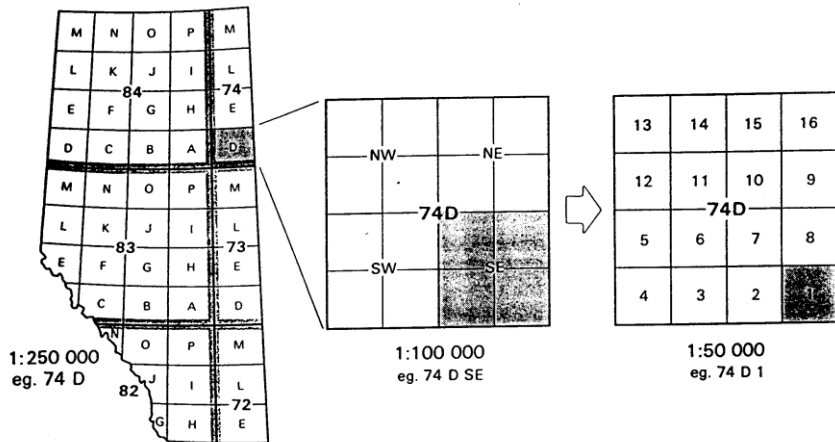 M N O P M
L K J I L
84 74
E F G H E
D C B A D
M N O P M
L K J I L
83 73
E F G H E
C B A D
N O P M
J I L
82 72
G H E
1:250 000
eg. 74 D
NW NE
74D
SW SE
1:100 000
eg. 74 D SE
13 14 15 16
12 11 10 9
74D
5 6 7 8
4 3 2 1
1:50 000
eg. 74 D 1